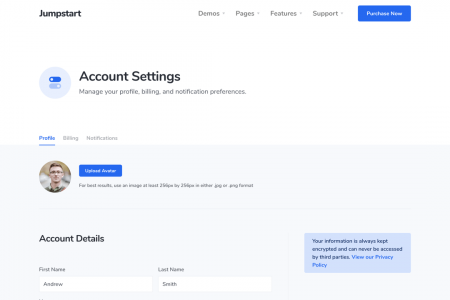 Jumpstart Demos Pages Features Support Purchase Now
Account Settings
Manage your profile, billing, and notification preferences.
Profile Billing Notifications
Upload Avatar
For best results, use an image at least 256px by 256px in either .jpg or .png format
Account Details
Your information is always kept
encrypted and can never be accessed
by third parties. View our Privacy
Policy
First Name Last Name
Andrew Smith